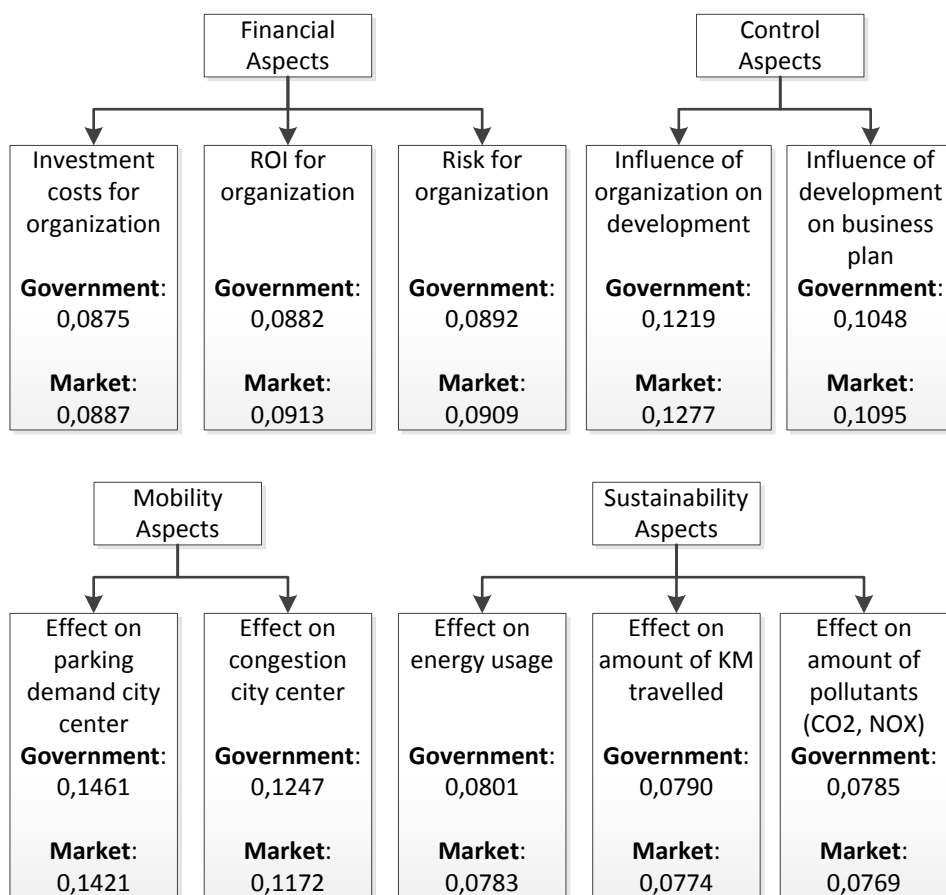 Financial
Aspects
Control
Aspects
Investment
costs for
organization
Government:
0,0875
Market:
0,0887
ROI for
organization
Government:
0,0882
Market:
0,0913
Risk for
organization
Government:
0,0892
Market:
0,0909
Influence of
organization on
development
Government:
0,1219
Market:
0,1277
Influence of
development
on business
plan
Government:
0,1048
Market:
0,1095
Mobility
Aspects
Sustainability
Aspects
Effect on
parking
demand city
center
Government:
0,1461
Market:
0,1421
Effect on
congestion
city center
Government:
0,1247
Market:
0,1172
Effect on
energy usage
Government:
0,0801
Market:
0,0783
Effect on
amount of KM
travelled
Government:
0,0790
Market:
0,0774
Effect on
amount of
pollutants
(CO2, NOX)
Government:
0,0785
Market:
0,0769